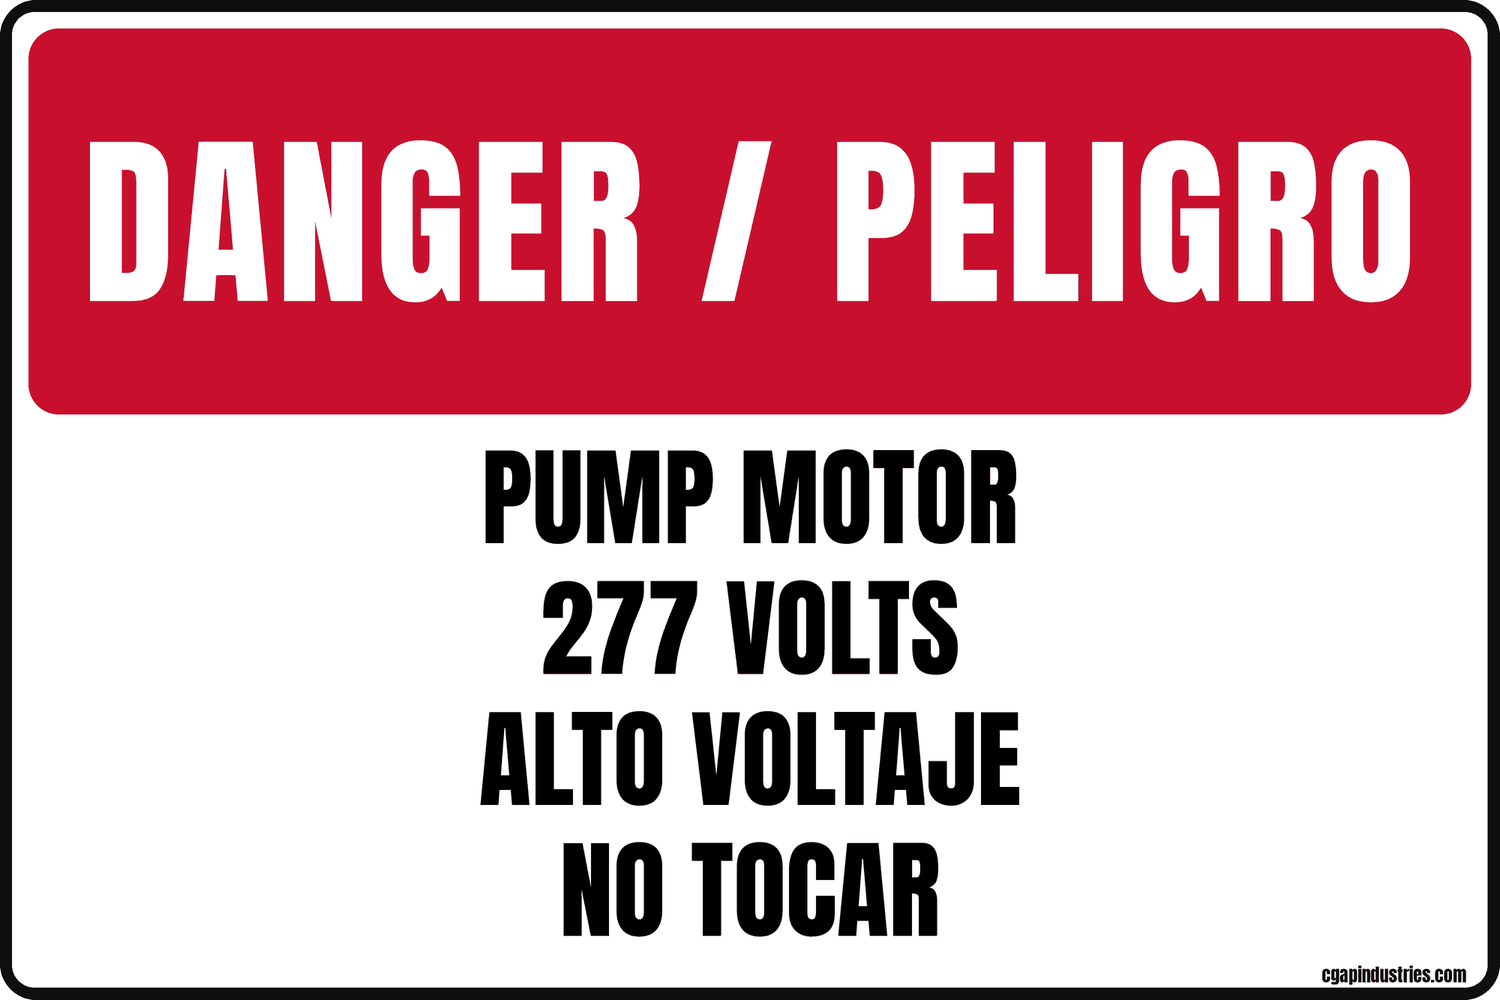 DANGER / PELIGRO
PUMP MOTOR
277 VOLTS
ALTO VOLTAJE
NO TOCAR
cgapindustries.com